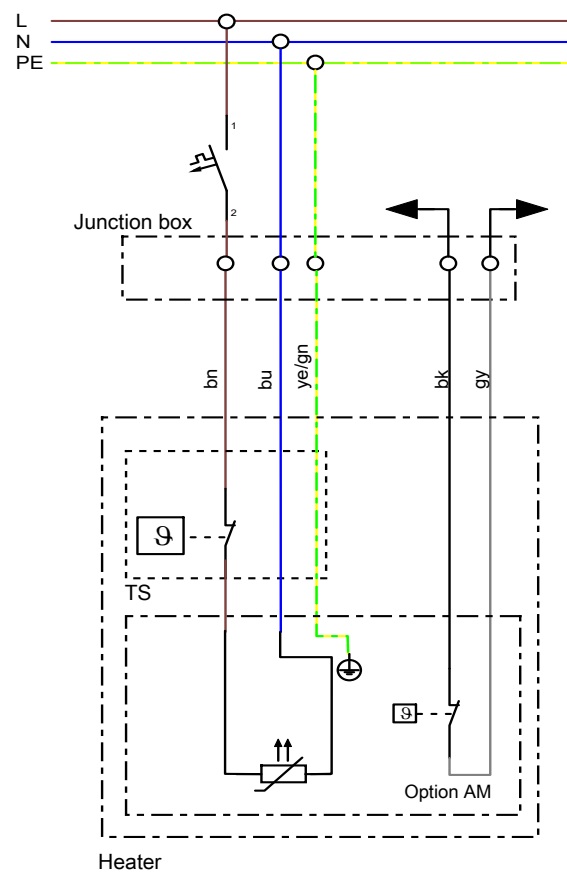 L
N
PE
1
2
Junction box
bn
bu
ye/gn
bk
gy
ϑ
TS
ϑ
Option AM
Heater